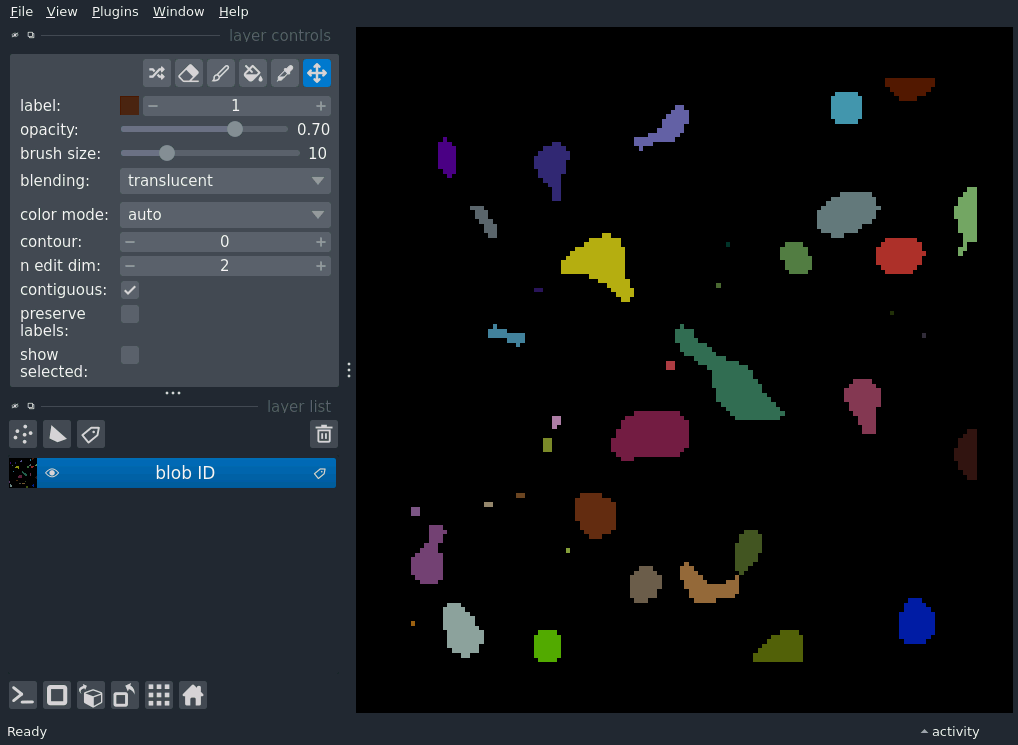 File View Plugins Window Help
layer controls
label: 1
opacity: 0.70
brush size: 10
blending: translucent
color mode: auto
contour: 0
n edit dim: 2
contiguous:
preserve
labels:
show
selected:
layer list
blob ID
Ready
activity